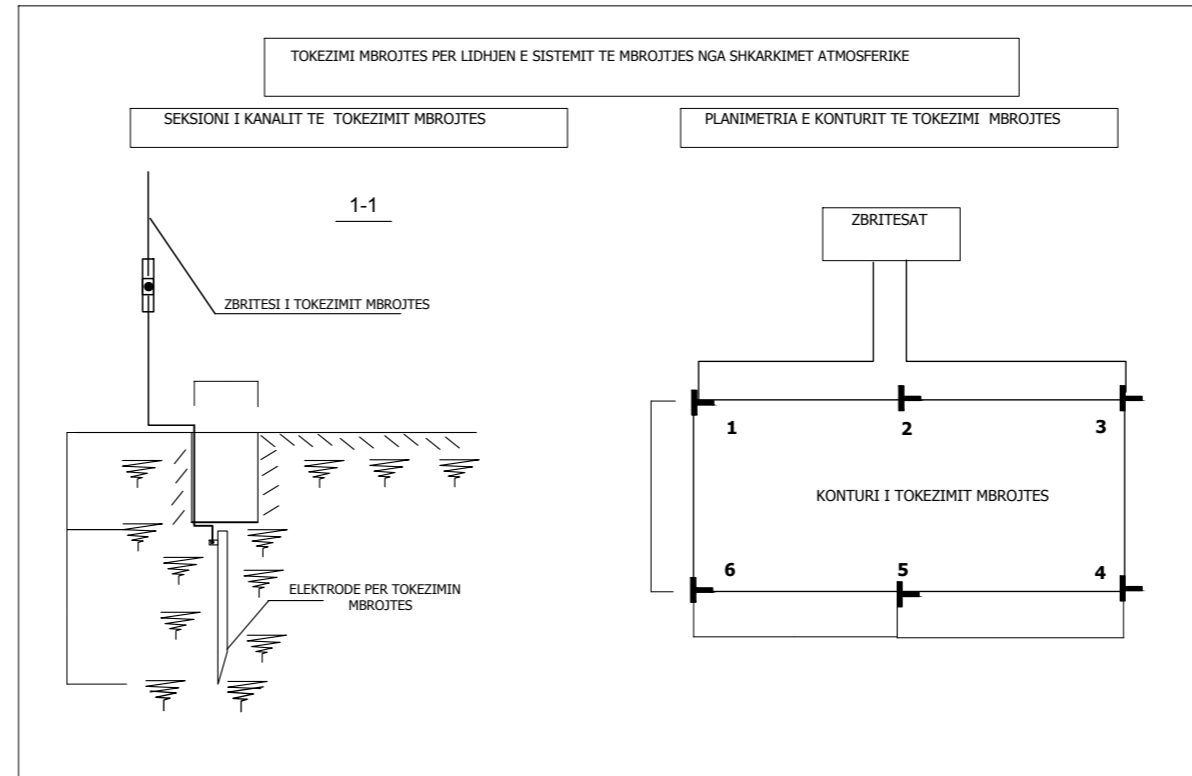 TOKEZIMI MBROJTES PER LIDHJEN E SISTEMIT TE MBROJTJES NGA SHKARKIMET ATMOSFERIKE
SEKSIONI I KANALIT TE TOKEZIMIT MBROJTES
PLANIMETRIA E KONTURIT TE TOKEZIMI MBROJTES
1-1
ZBRITESAT
ZBRITESI I TOKEZIMIT MBROJTES
1
2
3
KONTURI I TOKEZIMIT MBROJTES
6
5
4
ELEKTRODE PER TOKEZIMIN
MBROJTES